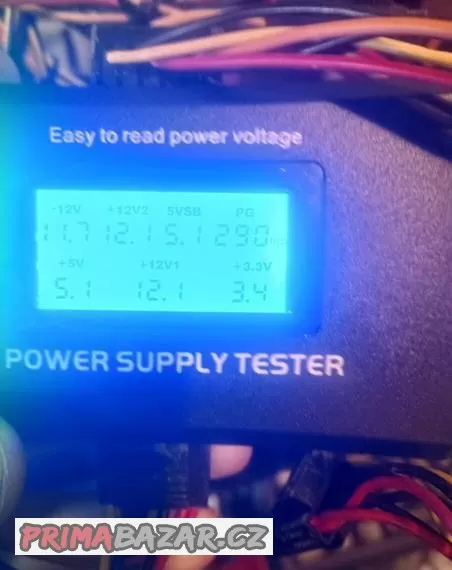 Easy to read power voltage
-12V +12V2 5VSB PG
11.7 12.1 5.1 290ms
+5V +12V1 +3.3V
5.1 12.1 3.4
POWER SUPPLY TESTER
PRIMABAZAR.CZ